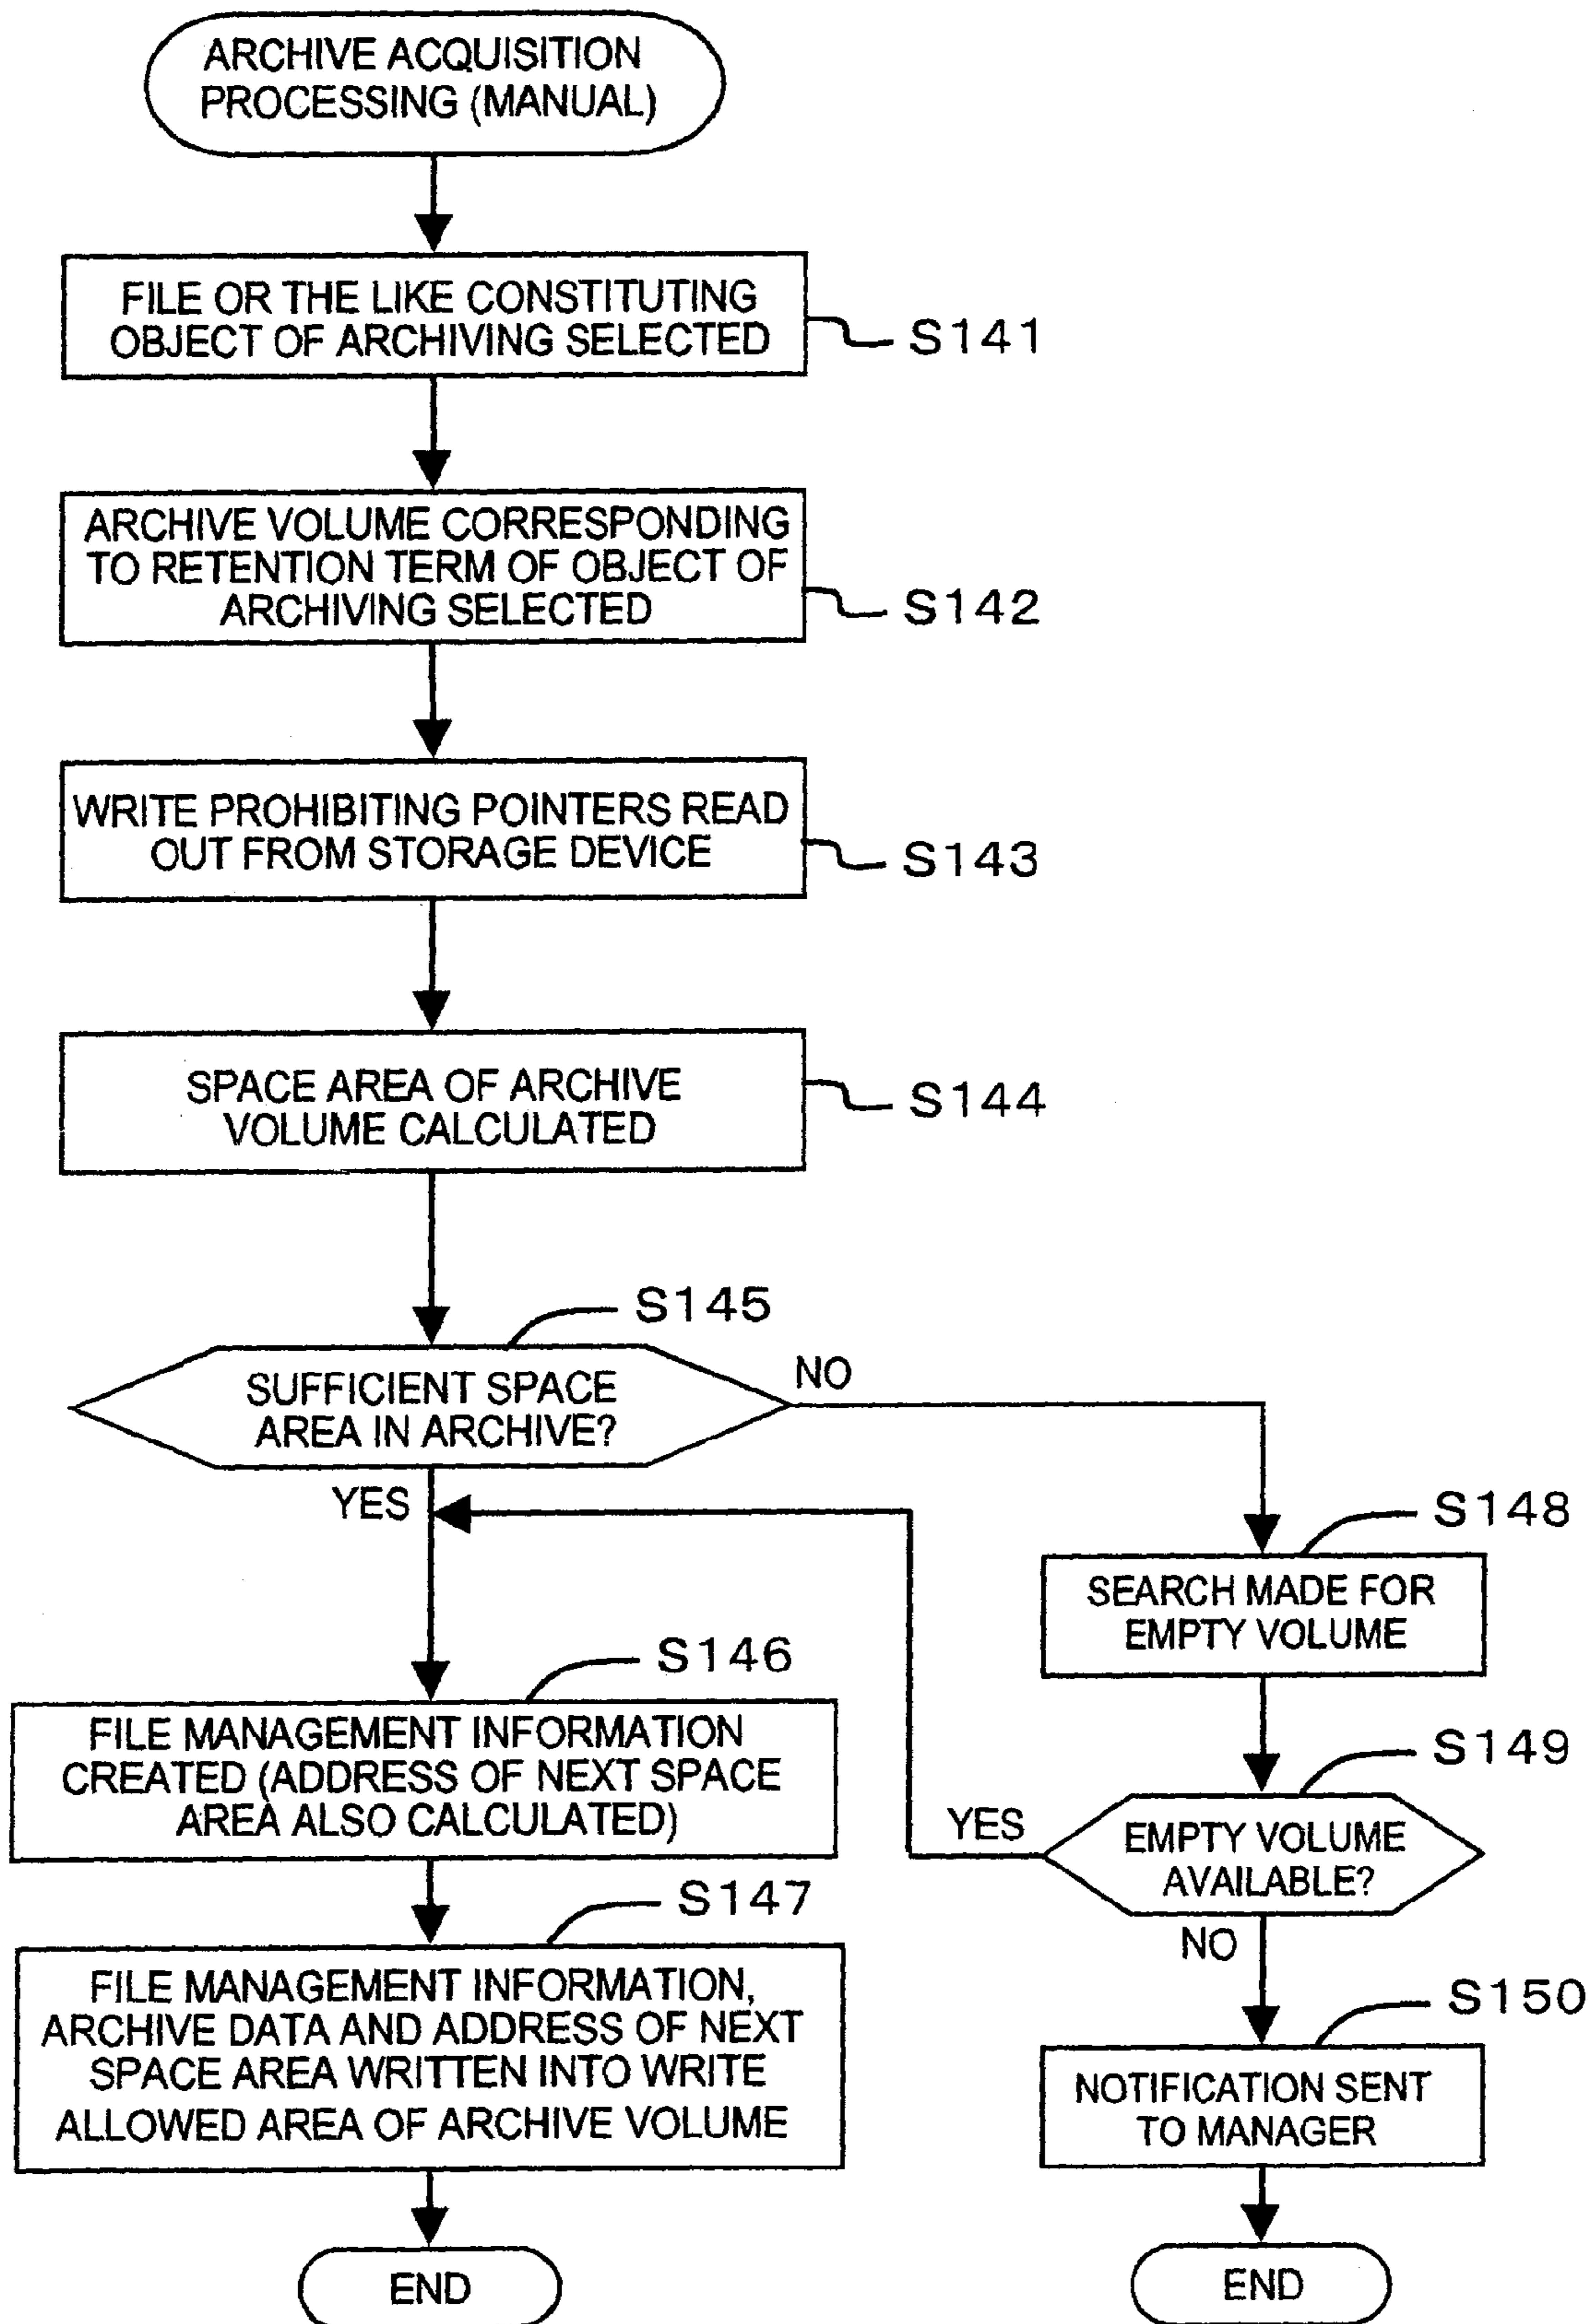 ARCHIVE ACQUISITION
PROCESSING (MANUAL)
FILE OR THE LIKE CONSTITUTING
OBJECT OF ARCHIVING SELECTED
S141
ARCHIVE VOLUME CORRESPONDING
TO RETENTION TERM OF OBJECT OF
ARCHIVING SELECTED
S142
WRITE PROHIBITING POINTERS READ
OUT FROM STORAGE DEVICE
S143
SPACE AREA OF ARCHIVE
VOLUME CALCULATED
S144
S145
SUFFICIENT SPACE
AREA IN ARCHIVE?
NO
YES
S148
SEARCH MADE FOR
EMPTY VOLUME
S146
FILE MANAGEMENT INFORMATION
CREATED (ADDRESS OF NEXT SPACE
AREA ALSO CALCULATED)
S149
YES
EMPTY VOLUME
AVAILABLE?
NO
S147
FILE MANAGEMENT INFORMATION,
ARCHIVE DATA AND ADDRESS OF NEXT
SPACE AREA WRITTEN INTO WRITE
ALLOWED AREA OF ARCHIVE VOLUME
S150
NOTIFICATION SENT
TO MANAGER
END
END